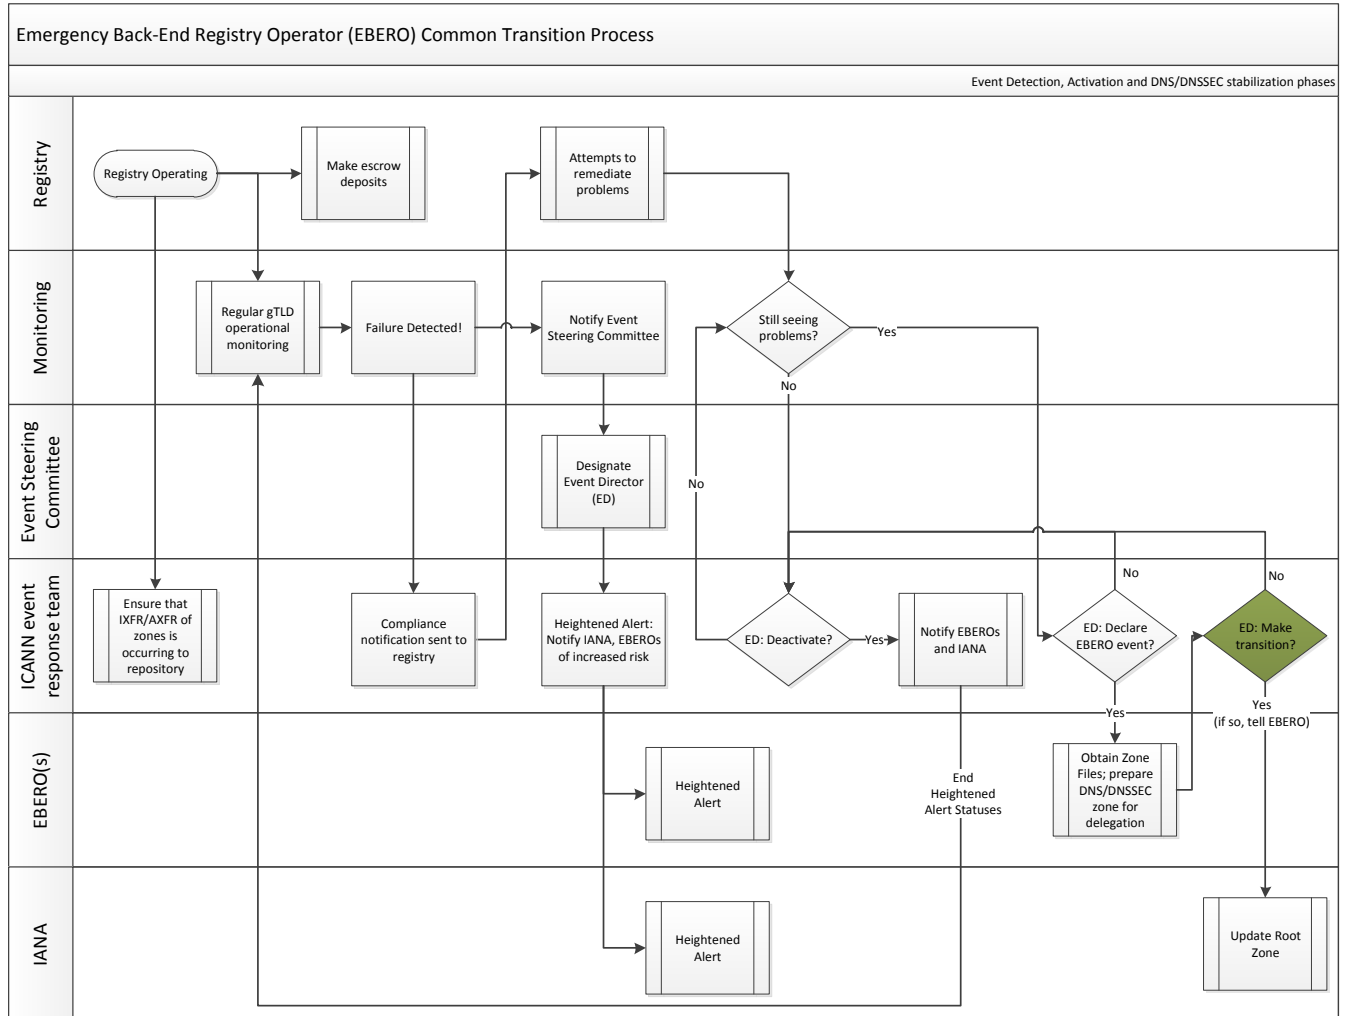 Emergency Back-End Registry Operator (EBERO) Common Transition Process
Event Detection, Activation and DNS/DNSSEC stabilization phases
Registry
Registry Operating
Make escrow
deposits
Attempts to
remediate
problems
Monitoring
Regular gTLD
operational
monitoring
Failure Detected!
Notify Event
Steering Committee
Still seeing
problems?
Yes
No
Event Steering
Committee
Designate
Event Director
(ED)
No
ICANN event
response team
Ensure that
IXFR/AXFR of
zones is
occurring to
repository
Compliance
notification sent to
registry
Heightened Alert:
Notify IANA, EBEROs
of increased risk
ED: Deactivate?
Yes
Notify EBEROs
and IANA
No
ED: Declare
EBERO event?
Yes
No
ED: Make
transition?
Yes
(if so, tell EBERO)
EBERO(s)
Heightened
Alert
End
Heightened
Alert Statuses
Obtain Zone
Files; prepare
DNS/DNSSEC
zone for
delegation
IANA
Heightened
Alert
Update Root
Zone